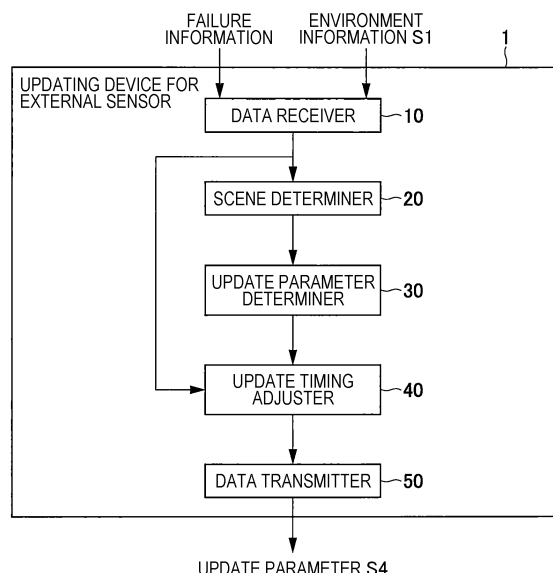 FAILURE
INFORMATION
ENVIRONMENT
INFORMATION S1
1
UPDATING DEVICE FOR
EXTERNAL SENSOR
DATA RECEIVER
10
SCENE DETERMINER
20
UPDATE PARAMETER
DETERMINER
30
UPDATE TIMING
ADJUSTER
40
DATA TRANSMITTER
50
UPDATE PARAMETER S4